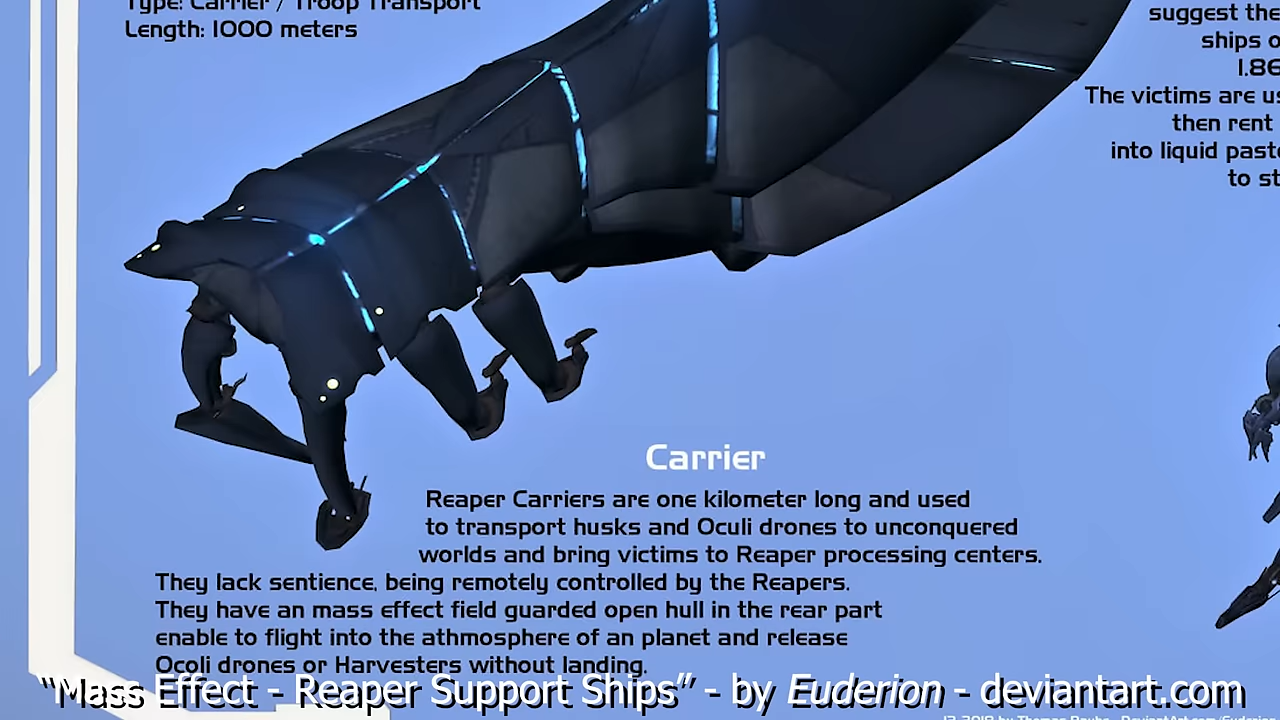 Type: Carrier / Troop Transport
Length: 1000 meters
suggest the
ships o
1.86
The victims are us
then rent
into liquid paste
to st
Carrier
Reaper Carriers are one kilometer long and used
to transport husks and Oculi drones to unconquered
worlds and bring victims to Reaper processing centers.
They lack sentience, being remotely controlled by the Reapers.
They have an mass effect field guarded open hull in the rear part
enable to flight into the athmosphere of an planet and release
Ocoli drones or Harvesters without landing.
“Mass Effect - Reaper Support Ships” - by Euderion - deviantart.com